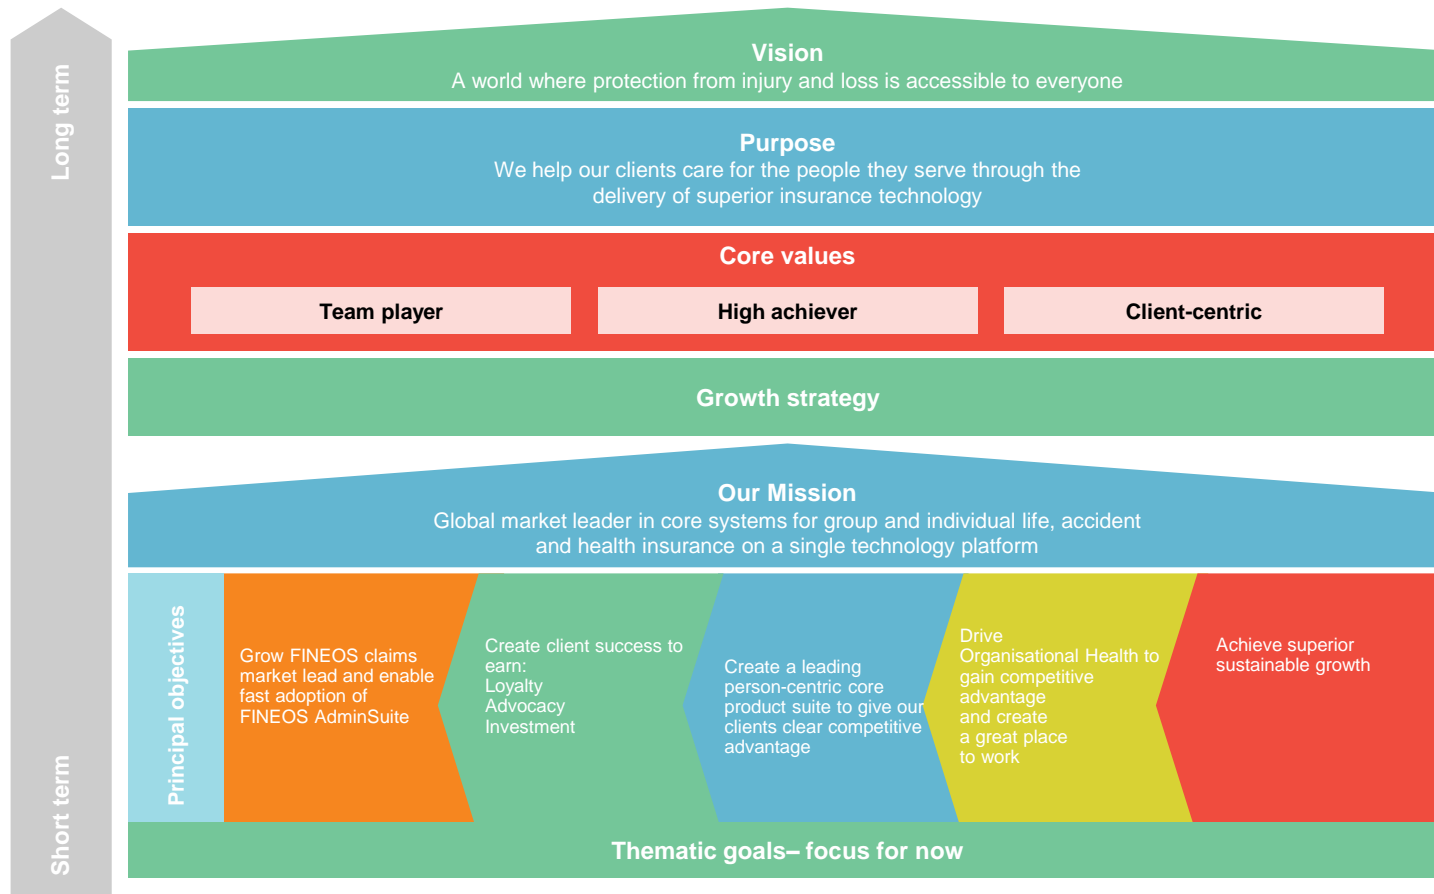 Long term
Vision
A world where protection from injury and loss is accessible to everyone
Purpose
We help our clients care for the people they serve through the
delivery of superior insurance technology
Core values
Team player
High achiever
Client-centric
Growth strategy
Our Mission
Global market leader in core systems for group and individual life, accident
and health insurance on a single technology platform
Short term
Principal objectives
Grow FINEOS claims
market lead and enable
fast adoption of
FINEOS AdminSuite
Create client success to
earn:
Loyalty
Advocacy
Investment
Create a leading
person-centric core
product suite to give our
clients clear competitive
advantage
Drive
Organisational Health to
gain competitive
advantage
and create
a great place
to work
Achieve superior
sustainable growth
Thematic goals– focus for now